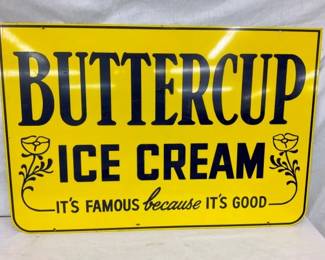 BUTTERCUP
ICE CREAM
IT'S FAMOUS because IT'S GOOD